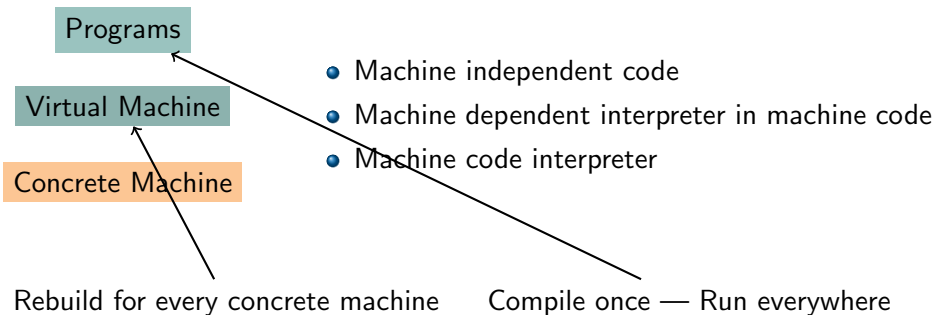 Programs
Virtual Machine
Concrete Machine
Machine independent code
Machine dependent interpreter in machine code
Machine code interpreter
Rebuild for every concrete machine
Compile once — Run everywhere